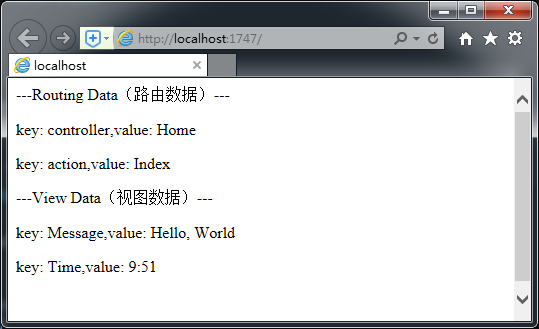 http://localhost:1747/
localhost
---Routing Data（路由数据）---
key: controller,value: Home
key: action,value: Index
---View Data（视图数据）---
key: Message,value: Hello, World
key: Time,value: 9:51